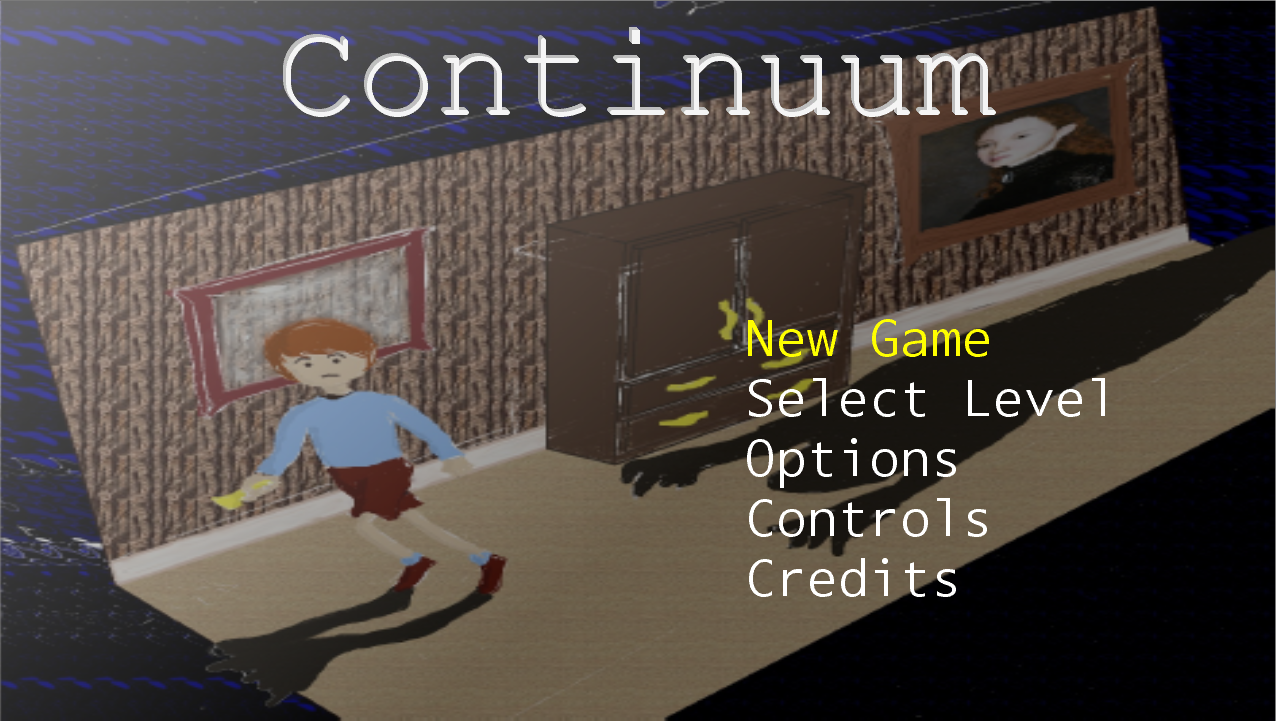 Continuum
New Game
Select Level
Options
Controls
Credits